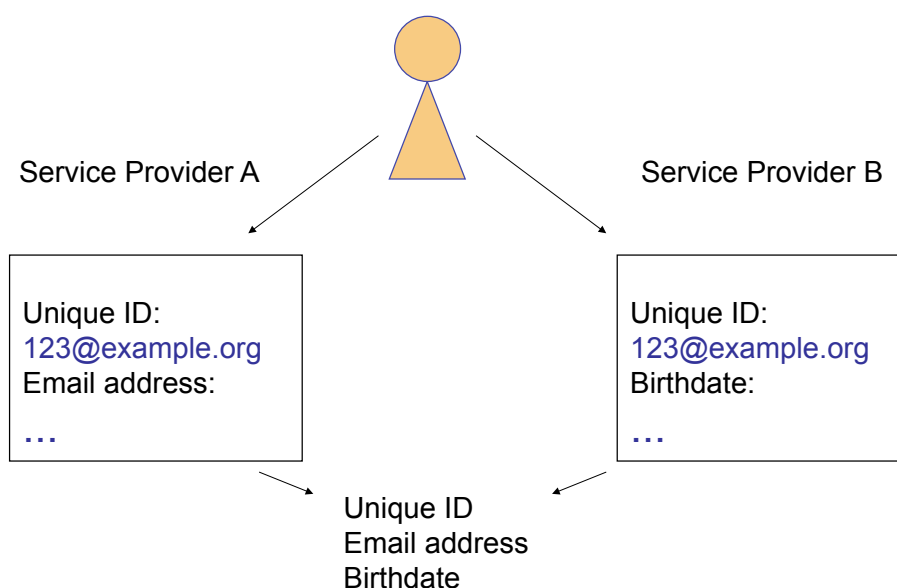 Service Provider A
Service Provider B
Unique ID:
123@example.org
Email address:
...
Unique ID:
123@example.org
Birthdate:
...
Unique ID
Email address
Birthdate